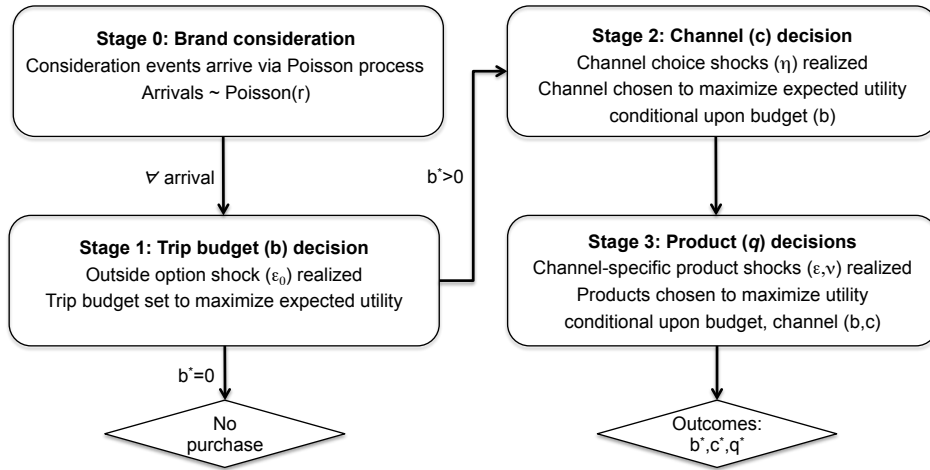 Stage 0: Brand consideration
Consideration events arrive via Poisson process
Arrivals ~ Poisson(r)
∀ arrival
Stage 1: Trip budget (b) decision
Outside option shock (ε₀) realized
Trip budget set to maximize expected utility
b*=0
No
purchase
b*>0
Stage 2: Channel (c) decision
Channel choice shocks (η) realized
Channel chosen to maximize expected utility
conditional upon budget (b)
Stage 3: Product (q) decisions
Channel-specific product shocks (ε,ν) realized
Products chosen to maximize utility
conditional upon budget, channel (b,c)
Outcomes:
b*,c*,q*